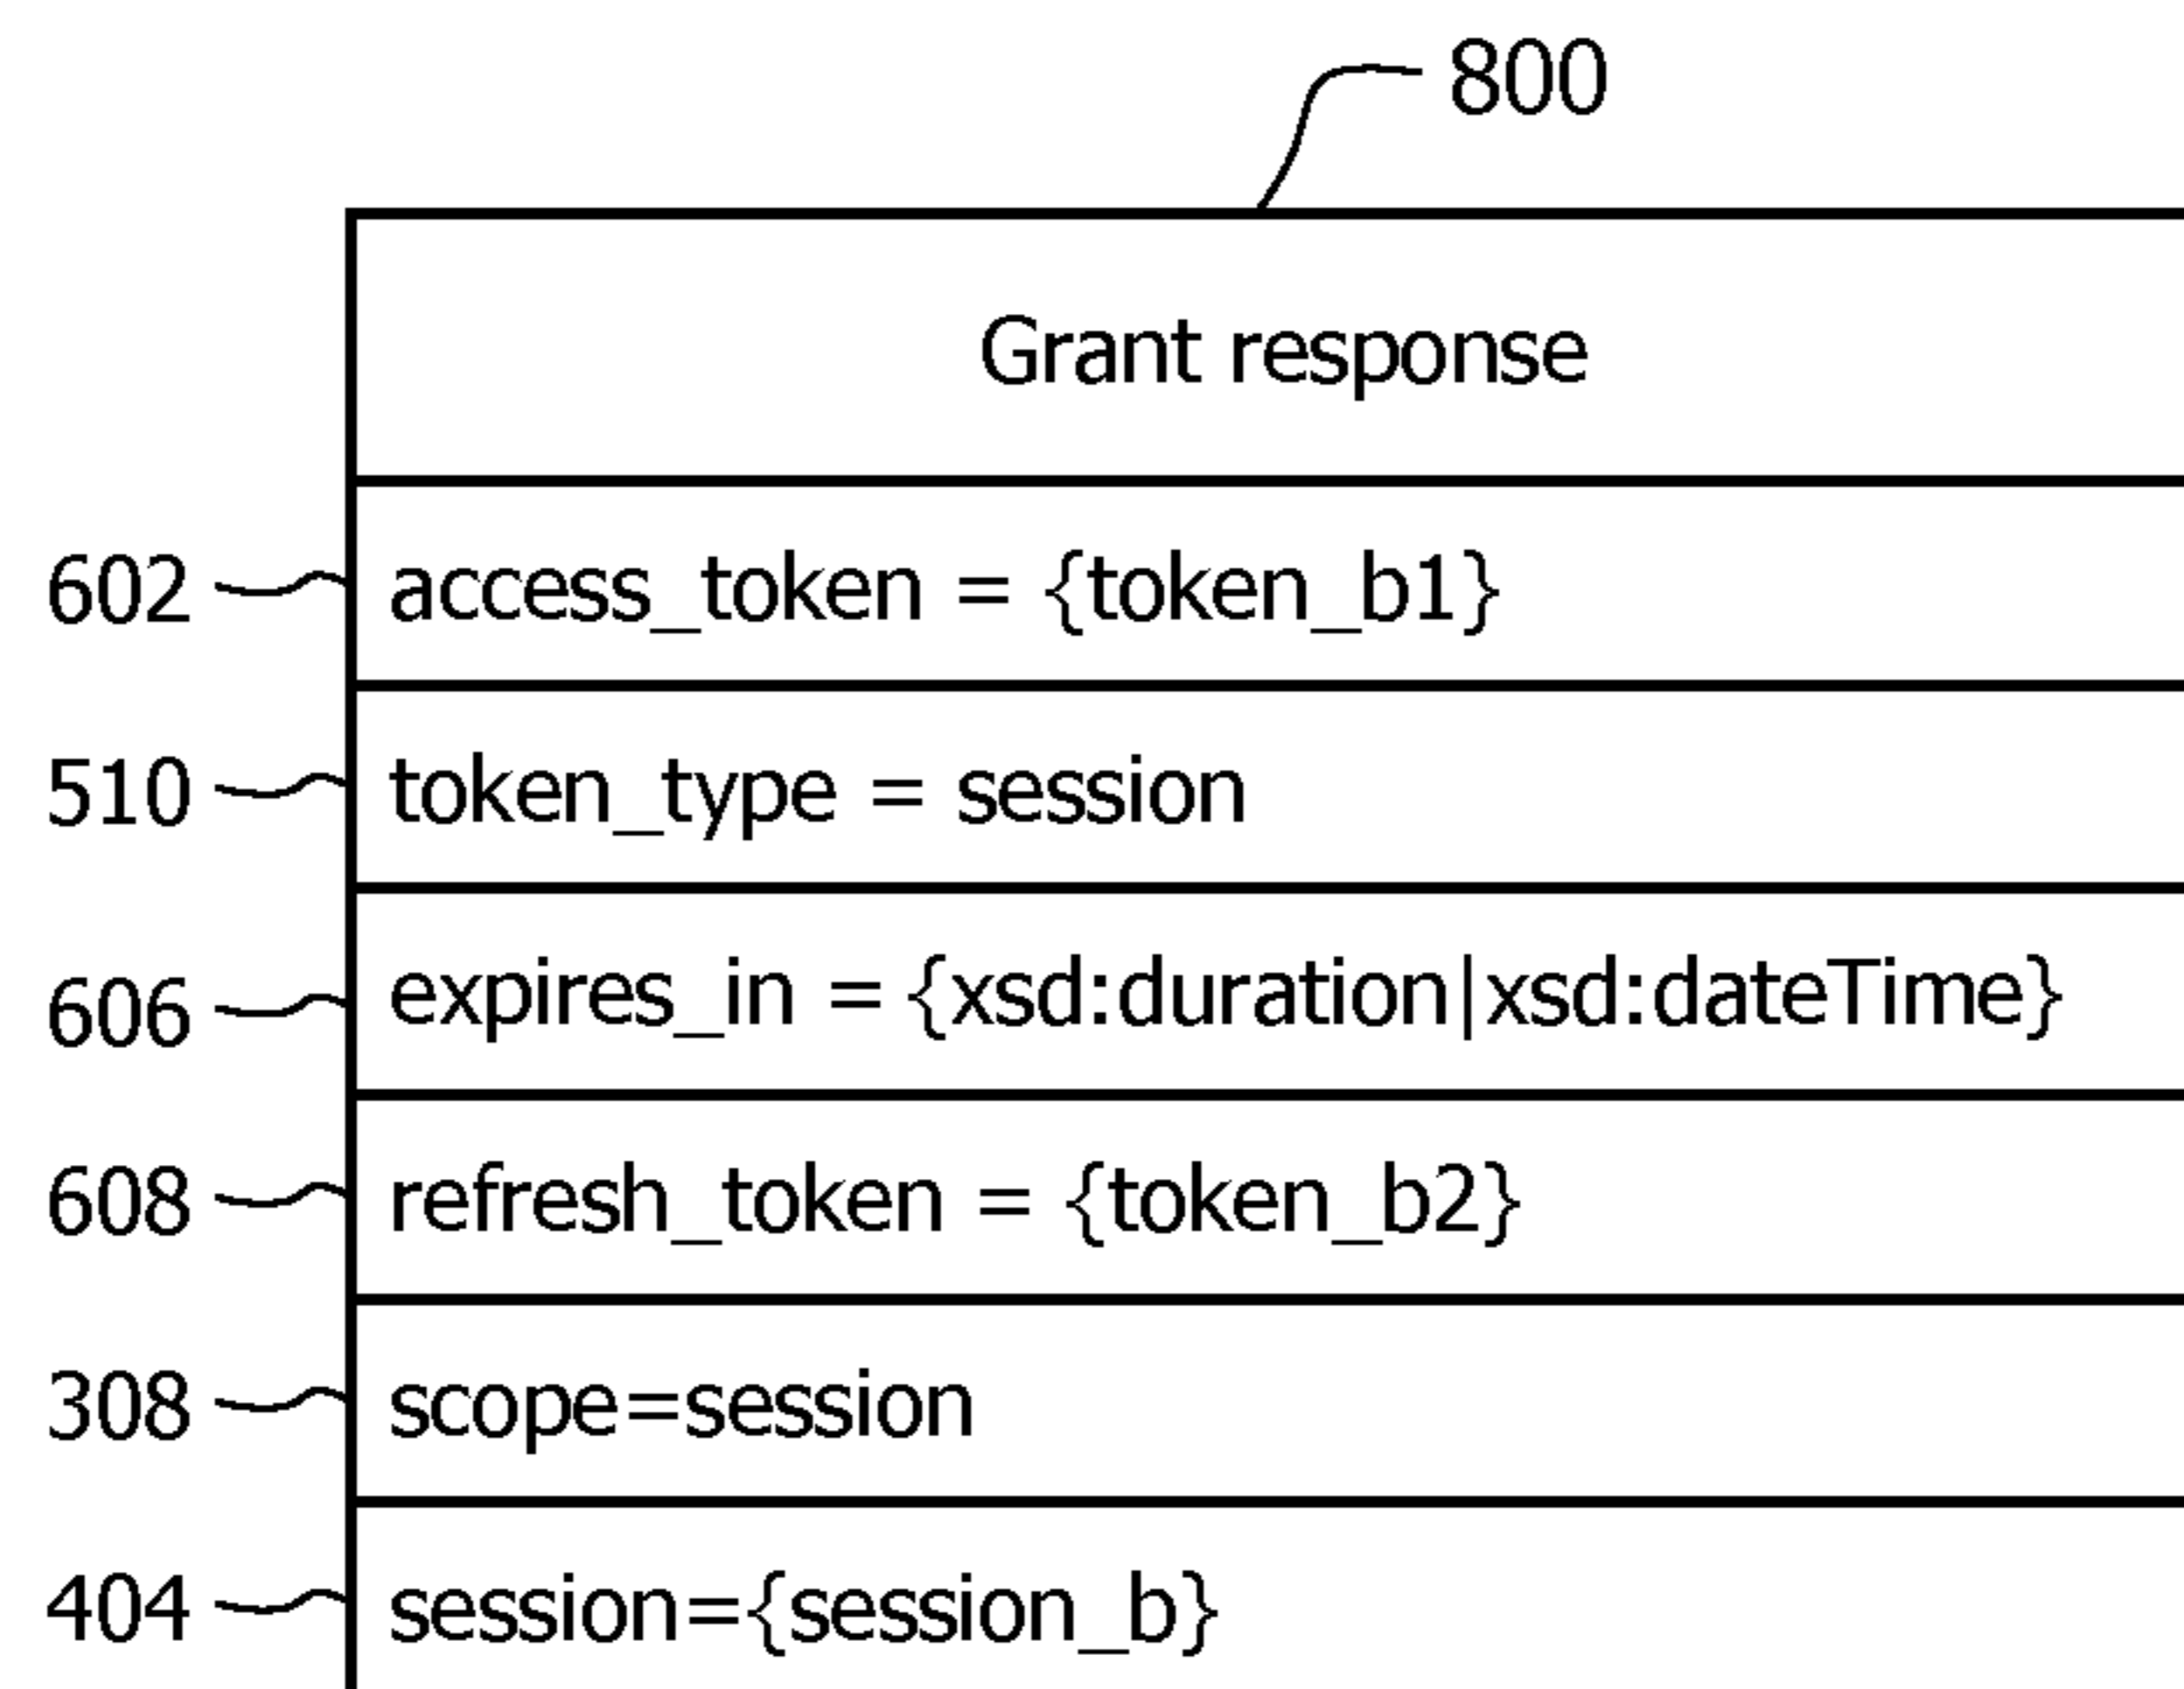 800
Grant response
602 access_token = {token_b1}
510 token_type = session
606 expires_in = {xsd:duration|xsd:dateTime}
608 refresh_token = {token_b2}
308 scope=session
404 session={session_b}